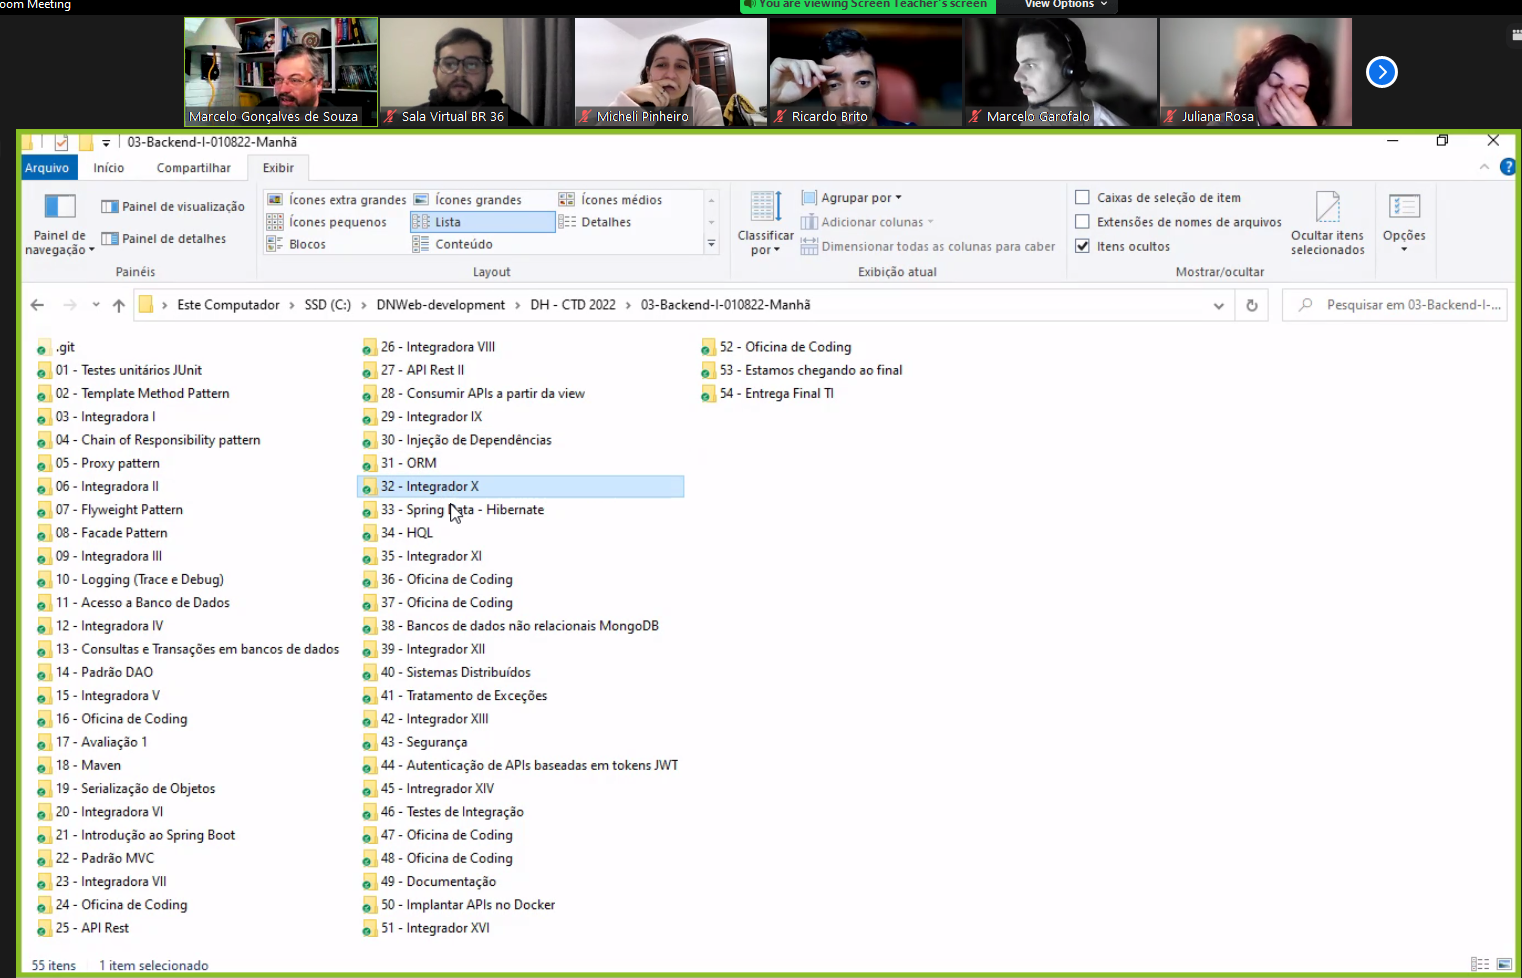 oom Meeting
You are viewing Screen Teacher's screen
View Options
Marcelo Gonçalves de Souza
Sala Virtual BR 36
Micheli Pinheiro
Ricardo Brito
Marcelo Garofalo
Juliana Rosa
03-Backend-I-010822-Manhã
Arquivo
Início
Compartilhar
Exibir
Painel de navegação
Painel de visualização
Painel de detalhes
Painéis
Ícones extra grandes
Ícones grandes
Ícones médios
Ícones pequenos
Lista
Detalhes
Blocos
Conteúdo
Layout
Classificar por
Agrupar por
Adicionar colunas
Dimensionar todas as colunas para caber
Exibição atual
Caixas de seleção de item
Extensões de nomes de arquivos
Itens ocultos
Ocultar itens selecionados
Mostrar/ocultar
Opções
Este Computador > SSD (C:) > DNWeb-development > DH - CTD 2022 > 03-Backend-I-010822-Manhã
Pesquisar em 03-Backend-I-...
.git
01 - Testes unitários JUnit
02 - Template Method Pattern
03 - Integradora I
04 - Chain of Responsibility pattern
05 - Proxy pattern
06 - Integradora II
07 - Flyweight Pattern
08 - Facade Pattern
09 - Integradora III
10 - Logging (Trace e Debug)
11 - Acesso a Banco de Dados
12 - Integradora IV
13 - Consultas e Transações em bancos de dados
14 - Padrão DAO
15 - Integradora V
16 - Oficina de Coding
17 - Avaliação 1
18 - Maven
19 - Serialização de Objetos
20 - Integradora VI
21 - Introdução ao Spring Boot
22 - Padrão MVC
23 - Integradora VII
24 - Oficina de Coding
25 - API Rest
26 - Integradora VIII
27 - API Rest II
28 - Consumir APIs a partir da view
29 - Integrador IX
30 - Injeção de Dependências
31 - ORM
32 - Integrador X
33 - Spring Data - Hibernate
34 - HQL
35 - Integrador XI
36 - Oficina de Coding
37 - Oficina de Coding
38 - Bancos de dados não relacionais MongoDB
39 - Integrador XII
40 - Sistemas Distribuídos
41 - Tratamento de Exceções
42 - Integrador XIII
43 - Segurança
44 - Autenticação de APIs baseadas em tokens JWT
45 - Intregrador XIV
46 - Testes de Integração
47 - Oficina de Coding
48 - Oficina de Coding
49 - Documentação
50 - Implantar APIs no Docker
51 - Integrador XVI
52 - Oficina de Coding
53 - Estamos chegando ao final
54 - Entrega Final TI
55 itens
1 item selecionado